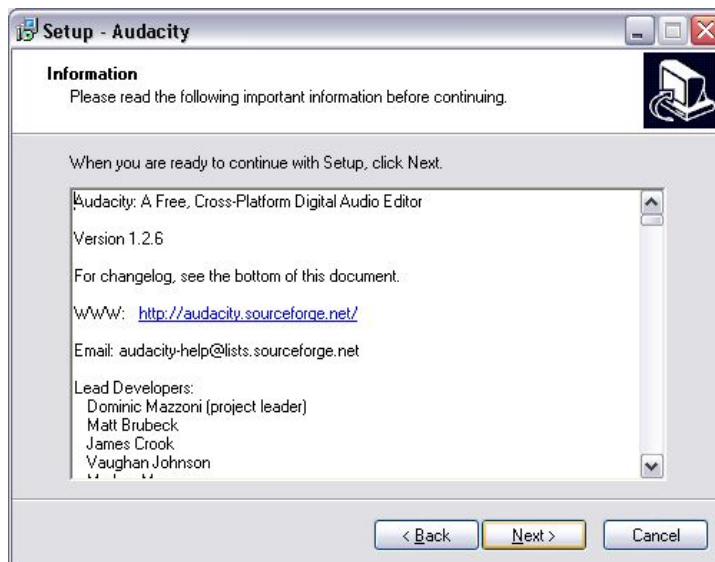 Setup - Audacity
Information
Please read the following important information before continuing.
When you are ready to continue with Setup, click Next.
Audacity: A Free, Cross-Platform Digital Audio Editor
Version 1.2.6
For changelog, see the bottom of this document.
WWW: http://audacity.sourceforge.net/
Email: audacity-help@lists.sourceforge.net
Lead Developers:
Dominic Mazzoni (project leader)
Matt Brubeck
James Crook
Vaughan Johnson
< Back Next > Cancel